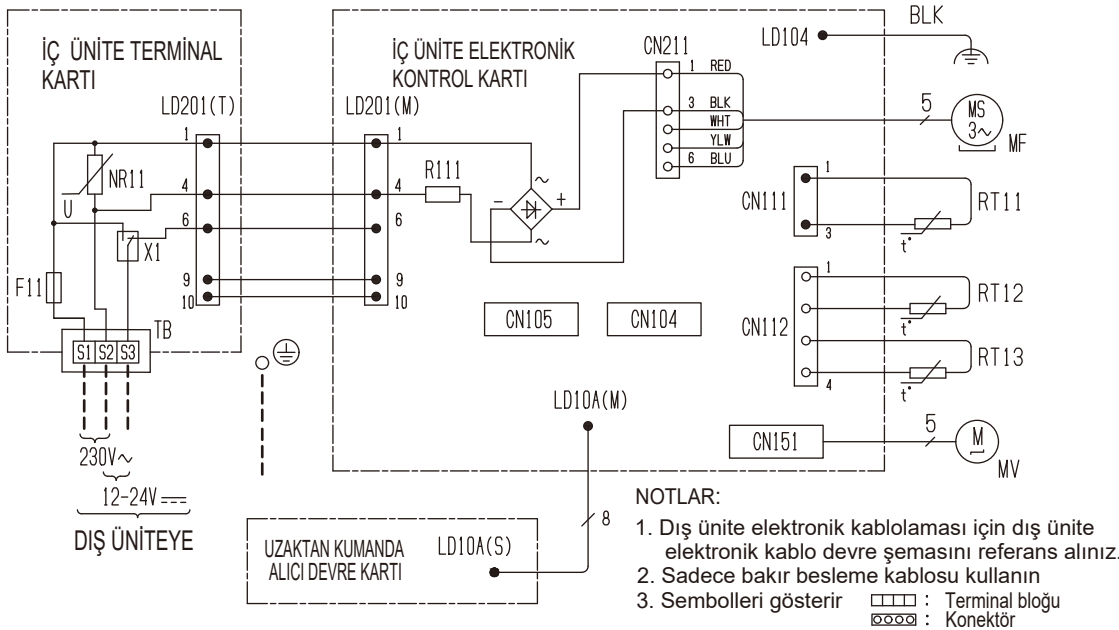 İÇ ÜNİTE TERMİNAL
KARTI
LD201(T)
1
4
6
9
10
NR11
U
X1
F11
TB
S1 S2 S3
230V~
12-24V ⎓
DIŞ ÜNİTEYE
İÇ ÜNİTE ELEKTRONİK
KONTROL KARTI
LD201(M)
1
4
6
9
10
R111
~
- +
~
CN211
1 RED
3 BLK
WHT
YLW
6 BLU
LD104
BLK
5
MS
3~
MF
CN111
1
3
RT11
t°
CN112
1
4
RT12
t°
RT13
t°
CN105
CN104
CN151
5
M
MV
LD10A(M)
8
UZAKTAN KUMANDA
ALICI DEVRE KARTI
LD10A(S)
NOTLAR:
1. Dış ünite elektronik kablolaması için dış ünite
elektronik kablo devre şemasını referans alınız.
2. Sadece bakır besleme kablosu kullanın
3. Sembolleri gösterir : Terminal bloğu
: Konektör